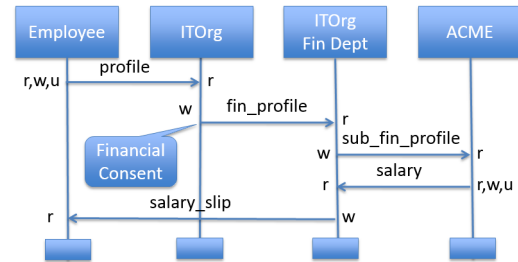 Employee
ITOrg
ITOrg
Fin Dept
ACME
profile
r,w,u
r
w
fin_profile
r
Financial
Consent
w
sub_fin_profile
r
r
salary
r,w,u
r
salary_slip
w